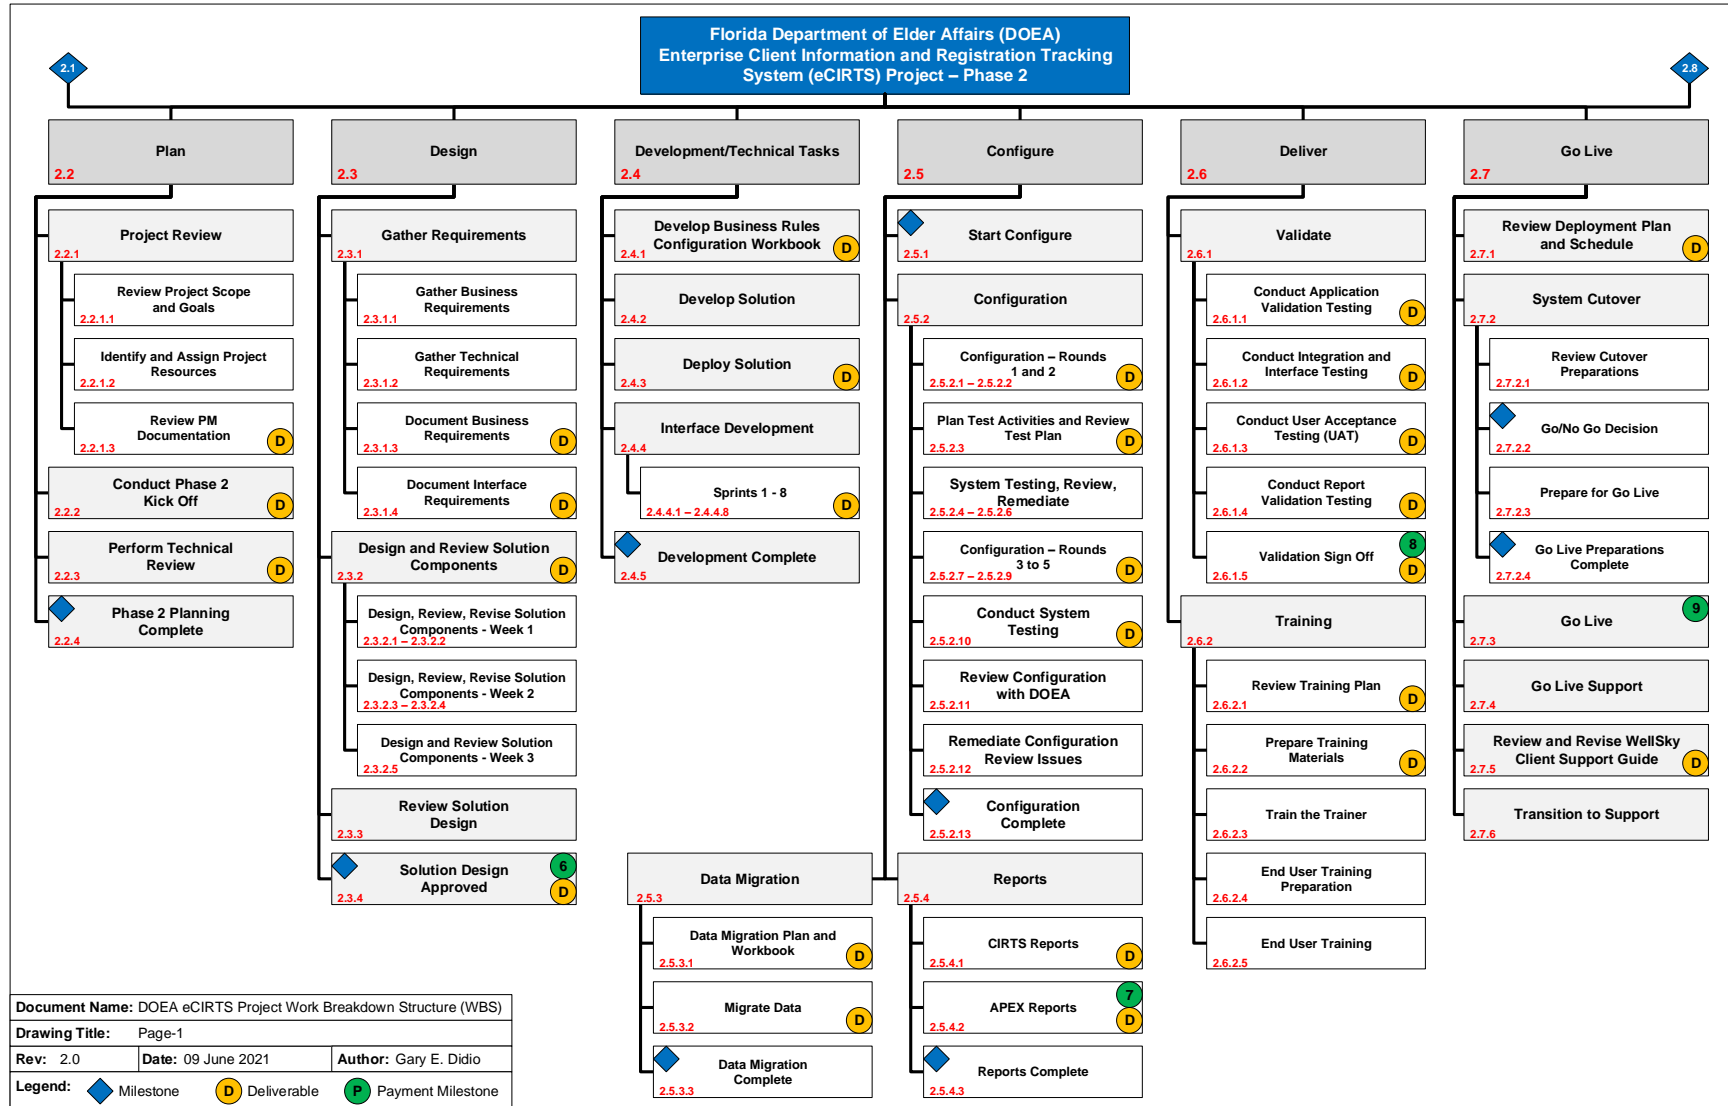 Florida Department of Elder Affairs (DOEA)
Enterprise Client Information and Registration Tracking
System (eCIRTS) Project – Phase 2
2.1
2.8
Plan
2.2
Project Review
2.2.1
Review Project Scope
and Goals
2.2.1.1
Identify and Assign Project
Resources
2.2.1.2
Review PM
Documentation
2.2.1.3
D
Conduct Phase 2
Kick Off
2.2.2
D
Perform Technical
Review
2.2.3
D
Phase 2 Planning
Complete
2.2.4
Design
2.3
Gather Requirements
2.3.1
Gather Business
Requirements
2.3.1.1
Gather Technical
Requirements
2.3.1.2
Document Business
Requirements
2.3.1.3
D
Document Interface
Requirements
2.3.1.4
D
Design and Review Solution
Components
2.3.2
D
Design, Review, Revise Solution
Components - Week 1
2.3.2.1 – 2.3.2.2
Design, Review, Revise Solution
Components - Week 2
2.3.2.3 – 2.3.2.4
Design and Review Solution
Components - Week 3
2.3.2.5
Review Solution
Design
2.3.3
Solution Design
Approved
2.3.4
6
D
Development/Technical Tasks
2.4
Develop Business Rules
Configuration Workbook
2.4.1
D
Develop Solution
2.4.2
Deploy Solution
2.4.3
D
Interface Development
2.4.4
Sprints 1 - 8
2.4.4.1 – 2.4.4.8
D
Development Complete
2.4.5
Configure
2.5
Start Configure
2.5.1
Configuration
2.5.2
Configuration – Rounds
1 and 2
2.5.2.1 – 2.5.2.2
D
Plan Test Activities and Review
Test Plan
2.5.2.3
D
System Testing, Review,
Remediate
2.5.2.4 – 2.5.2.6
Configuration – Rounds
3 to 5
2.5.2.7 – 2.5.2.9
D
Conduct System
Testing
2.5.2.10
D
Review Configuration
with DOEA
2.5.2.11
Remediate Configuration
Review Issues
2.5.2.12
Configuration
Complete
2.5.2.13
Data Migration
2.5.3
Data Migration Plan and
Workbook
2.5.3.1
D
Migrate Data
2.5.3.2
D
Data Migration
Complete
2.5.3.3
Reports
2.5.4
CIRTS Reports
2.5.4.1
D
APEX Reports
2.5.4.2
7
D
Reports Complete
2.5.4.3
Deliver
2.6
Validate
2.6.1
Conduct Application
Validation Testing
2.6.1.1
D
Conduct Integration and
Interface Testing
2.6.1.2
D
Conduct User Acceptance
Testing (UAT)
2.6.1.3
D
Conduct Report
Validation Testing
2.6.1.4
D
Validation Sign Off
2.6.1.5
8
D
Training
2.6.2
Review Training Plan
2.6.2.1
D
Prepare Training
Materials
2.6.2.2
D
Train the Trainer
2.6.2.3
End User Training
Preparation
2.6.2.4
End User Training
2.6.2.5
Go Live
2.7
Review Deployment Plan
and Schedule
2.7.1
D
System Cutover
2.7.2
Review Cutover
Preparations
2.7.2.1
Go/No Go Decision
2.7.2.2
Prepare for Go Live
2.7.2.3
Go Live Preparations
Complete
2.7.2.4
Go Live
2.7.3
9
Go Live Support
2.7.4
Review and Revise WellSky
Client Support Guide
2.7.5
D
Transition to Support
2.7.6
Document Name: DOEA eCIRTS Project Work Breakdown Structure (WBS)
Drawing Title: Page-1
Rev: 2.0 Date: 09 June 2021 Author: Gary E. Didio
Legend: Milestone D Deliverable P Payment Milestone